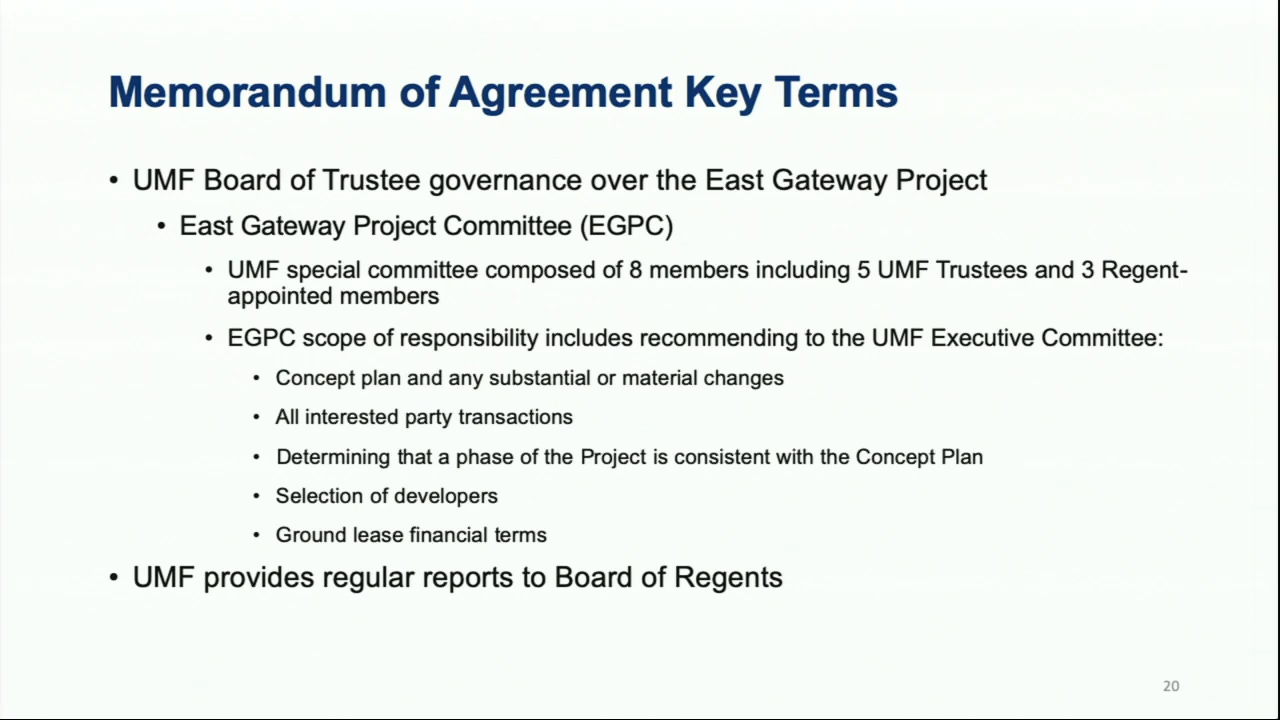 Memorandum of Agreement Key Terms
• UMF Board of Trustee governance over the East Gateway Project
• East Gateway Project Committee (EGPC)
• UMF special committee composed of 8 members including 5 UMF Trustees and 3 Regent-
appointed members
• EGPC scope of responsibility includes recommending to the UMF Executive Committee:
• Concept plan and any substantial or material changes
• All interested party transactions
• Determining that a phase of the Project is consistent with the Concept Plan
• Selection of developers
• Ground lease financial terms
• UMF provides regular reports to Board of Regents
20